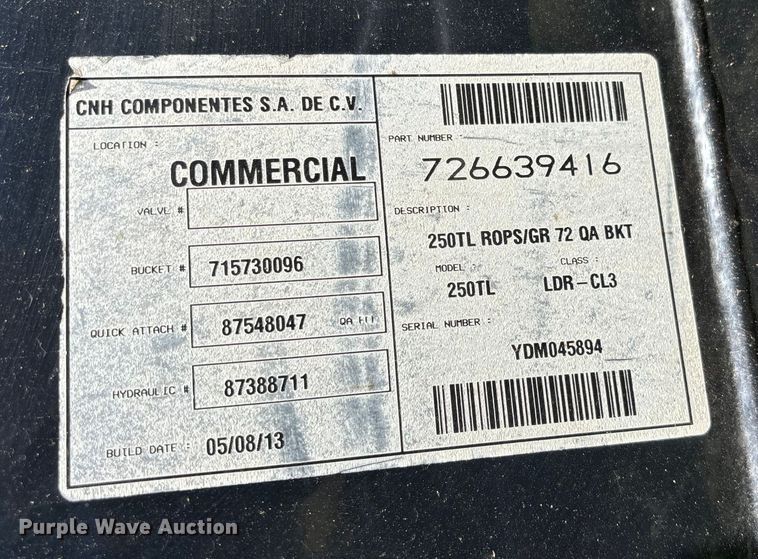 CNH COMPONENTES S.A. DE C.V.
LOCATION :
COMMERCIAL
VALVE #
BUCKET # 715730096
QUICK ATTACH # 87548047 QA
HYDRAULIC # 87388711
BUILD DATE : 05/08/13
PART NUMBER :
726639416
DESCRIPTION :
250TL ROPS/GR 72 QA BKT
MODEL : CLASS :
250TL LDR-CL3
SERIAL NUMBER :
YDM045894
Purple Wave Auction